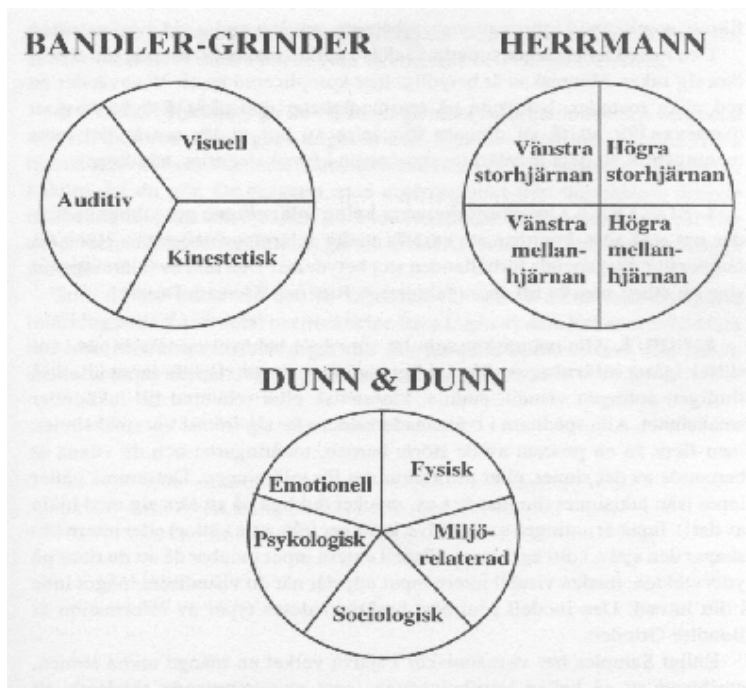 BANDLER-GRINDER
Visuell
Auditiv
Kinestetisk
HERRMANN
Vänstra
storhjärnan
Högra
storhjärnan
Vänstra
mellan-
hjärnan
Högra
hjärnan
DUNN & DUNN
Emotionell
Fysisk
Psykologisk
Miljö-
relaterad
Sociologisk